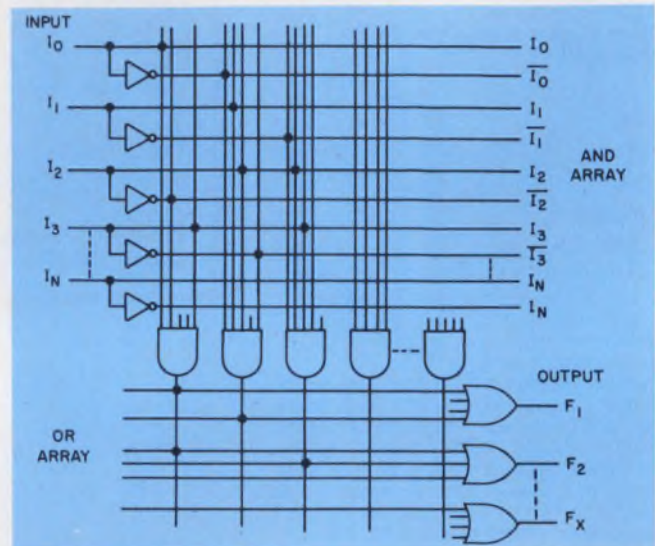 INPUT
I0 I0
I0̅
I1 I1
I1̅
I2 I2
AND
ARRAY
I2̅
I3 I3
I3̅
IN IN
IN
OUTPUT
F1
OR
ARRAY
F2
FX